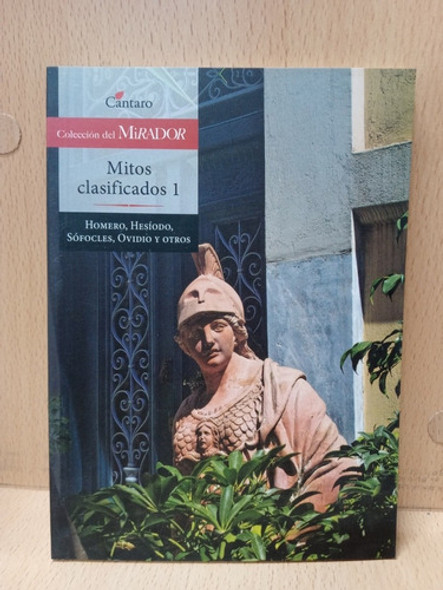 Cántaro
Colección del MiRADOR
Mitos
clasificados 1
HOMERO, HESÍODO,
SÓFOCLES, OVIDIO Y OTROS